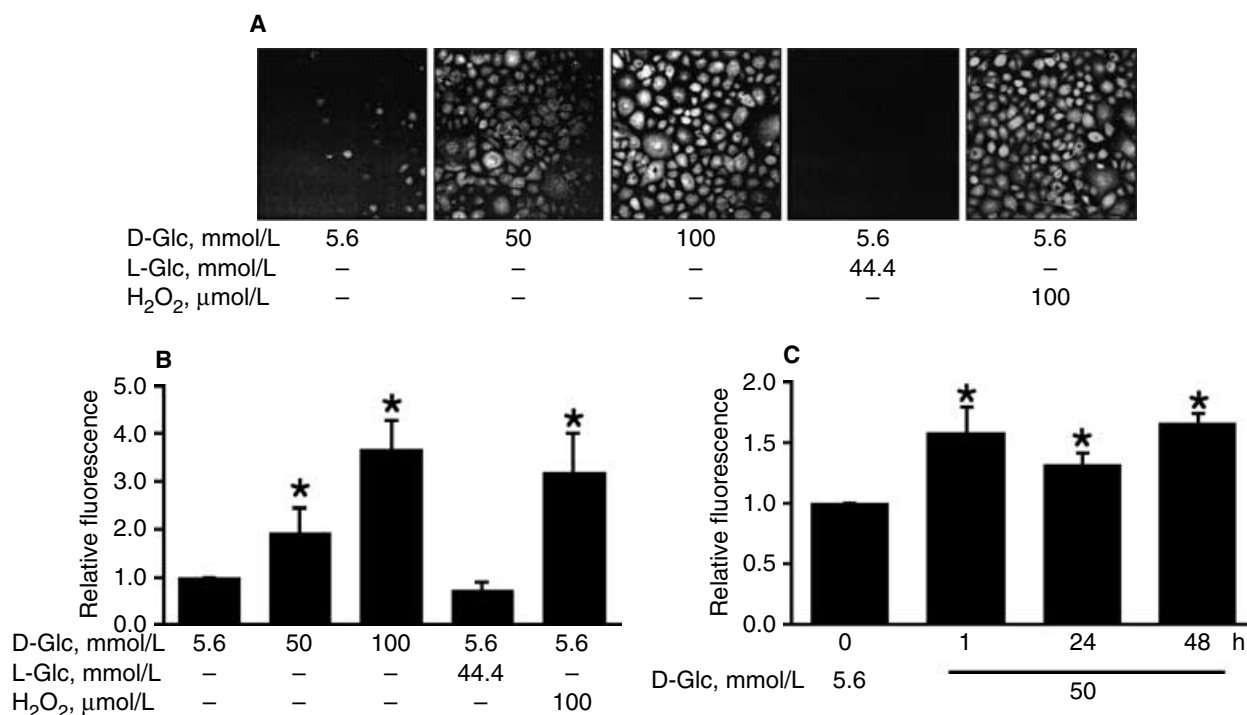 A
D-Glc, mmol/L 5.6 50 100 5.6 5.6
L-Glc, mmol/L – – – 44.4 –
H₂O₂, μmol/L – – – – 100
B
5.0
4.0
3.0
2.0
1.0
0.0
Relative fluorescence
* * *
D-Glc, mmol/L 5.6 50 100 5.6 5.6
L-Glc, mmol/L – – – 44.4 –
H₂O₂, μmol/L – – – – 100
C
2.0
1.5
1.0
0.5
0.0
Relative fluorescence
* * *
0 1 24 48 h
D-Glc, mmol/L 5.6 50